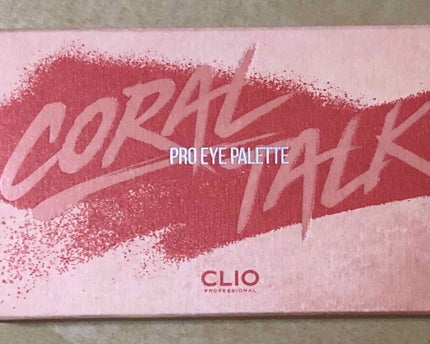 CORAL
TALK
PRO EYE PALETTE
CLIO
PROFESSIONAL